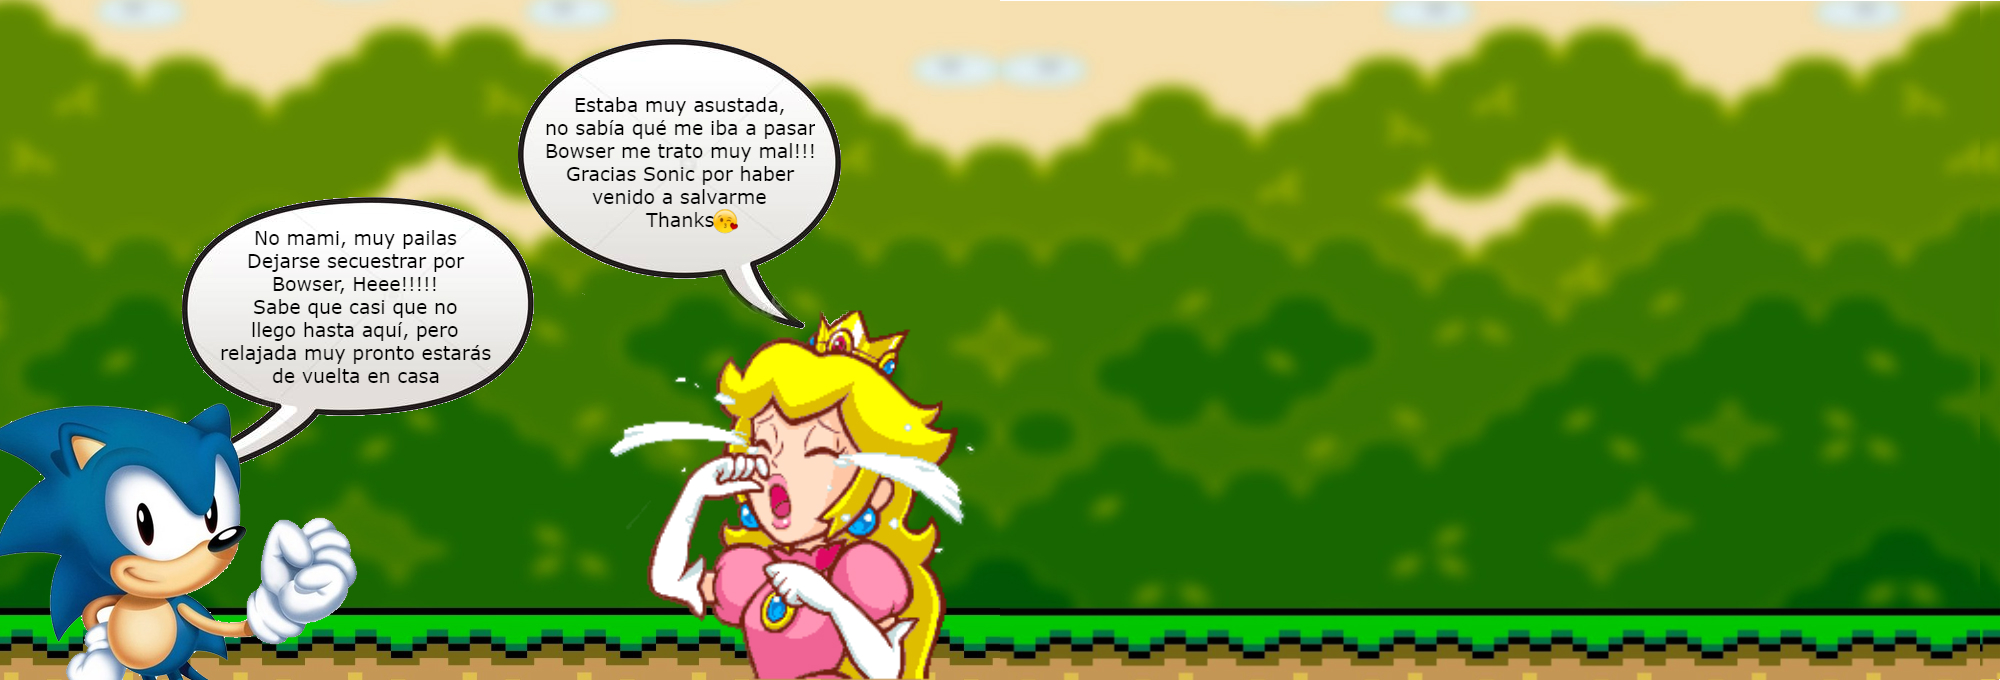 No mami, muy pailas
Dejarse secuestrar por
Bowser, Heee!!!!!
Sabe que casi que no
llego hasta aquí, pero
relajada muy pronto estarás
de vuelta en casa
Estaba muy asustada,
no sabía qué me iba a pasar
Bowser me trato muy mal!!!
Gracias Sonic por haber
venido a salvarme
Thanks😘